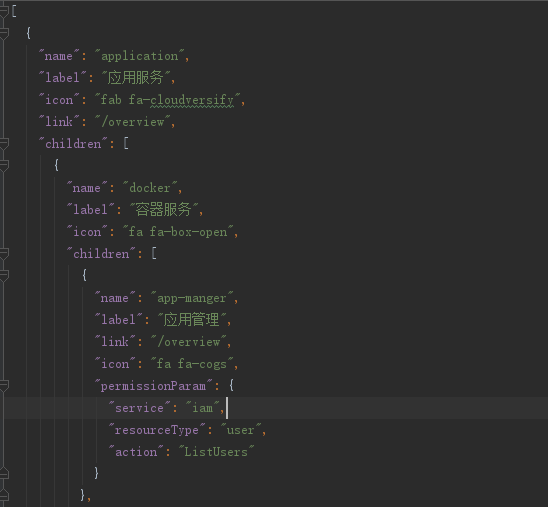 [
{
"name": "application",
"label": "应用服务",
"icon": "fab fa-cloudversify",
"link": "/overview",
"children": [
{
"name": "docker",
"label": "容器服务",
"icon": "fa fa-box-open",
"children": [
{
"name": "app-manger",
"label": "应用管理",
"link": "/overview",
"icon": "fa fa-cogs",
"permissionParam": {
"service": "iam",
"resourceType": "user",
"action": "ListUsers"
}
},